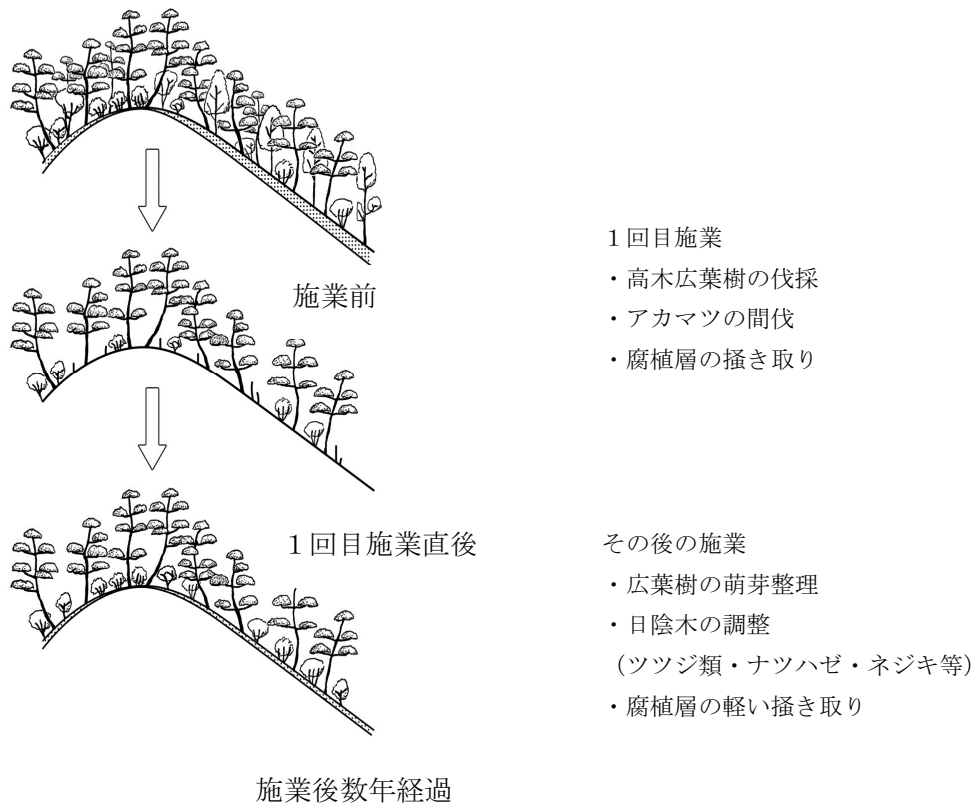 施業前
1回目施業
・高木広葉樹の伐採
・アカマツの間伐
・腐植層の掻き取り
1回目施業直後
その後の施業
・広葉樹の萌芽整理
・日陰木の調整
（ツツジ類・ナツハゼ・ネジキ等）
・腐植層の軽い掻き取り
施業後数年経過